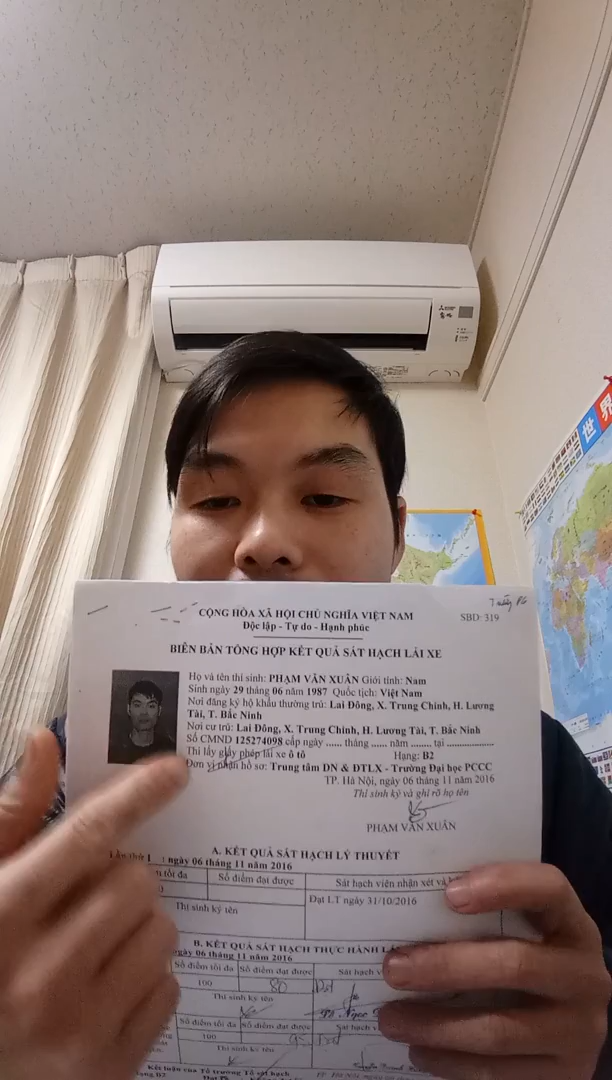 CỘNG HÒA XÃ HỘI CHỦ NGHĨA VIỆT NAM
SBD: 319
Độc lập - Tự do - Hạnh phúc
BIÊN BẢN TỔNG HỢP KẾT QUẢ SÁT HẠCH LÁI XE
Họ và tên thí sinh: PHẠM VĂN XUÂN Giới tính: Nam
Sinh ngày 29 tháng 06 năm 1987 Quốc tịch: Việt Nam
Nơi đăng ký hộ khẩu thường trú: Lai Đông, X. Trung Chính, H. Lương
Tài, T. Bắc Ninh
Nơi cư trú: Lai Đông, X. Trung Chính, H. Lương Tài, T. Bắc Ninh
Số CMND 125274098 cấp ngày ...... tháng ...... năm ........ tại ..................
Thi lấy giấy phép lái xe ô tô Hạng: B2
Đơn vị nhận hồ sơ: Trung tâm DN & ĐTLX - Trường Đại học PCCC
TP. Hà Nội, ngày 06 tháng 11 năm 2016
Thí sinh ký và ghi rõ họ tên
PHẠM VĂN XUÂN
A. KẾT QUẢ SÁT HẠCH LÝ THUYẾT
Lần thứ 1 : ngày 06 tháng 11 năm 2016
tối đa Số điểm đạt được Sát hạch viên nhận xét và
Đạt LT ngày 31/10/2016
Thí sinh ký tên
B. KẾT QUẢ SÁT HẠCH THỰC HÀNH
ngày 06 tháng 11 năm 2016
Số điểm tối đa Số điểm đạt được Sát hạch
100 80 Đạt
Thí sinh ký tên
Số điểm tối đa Số điểm đạt được Sát hạch
100
Thí sinh ký tên
世界